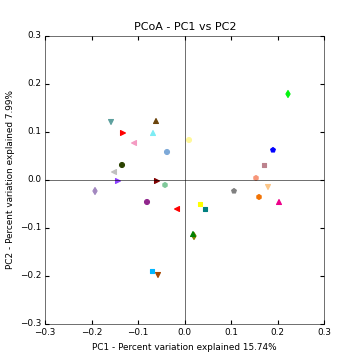 PCoA - PC1 vs PC2
0.3
0.2
0.1
0.0
−0.1
−0.2
−0.3
PC2 - Percent variation explained 7.99%
−0.3 −0.2 −0.1 0.0 0.1 0.2 0.3
PC1 - Percent variation explained 15.74%